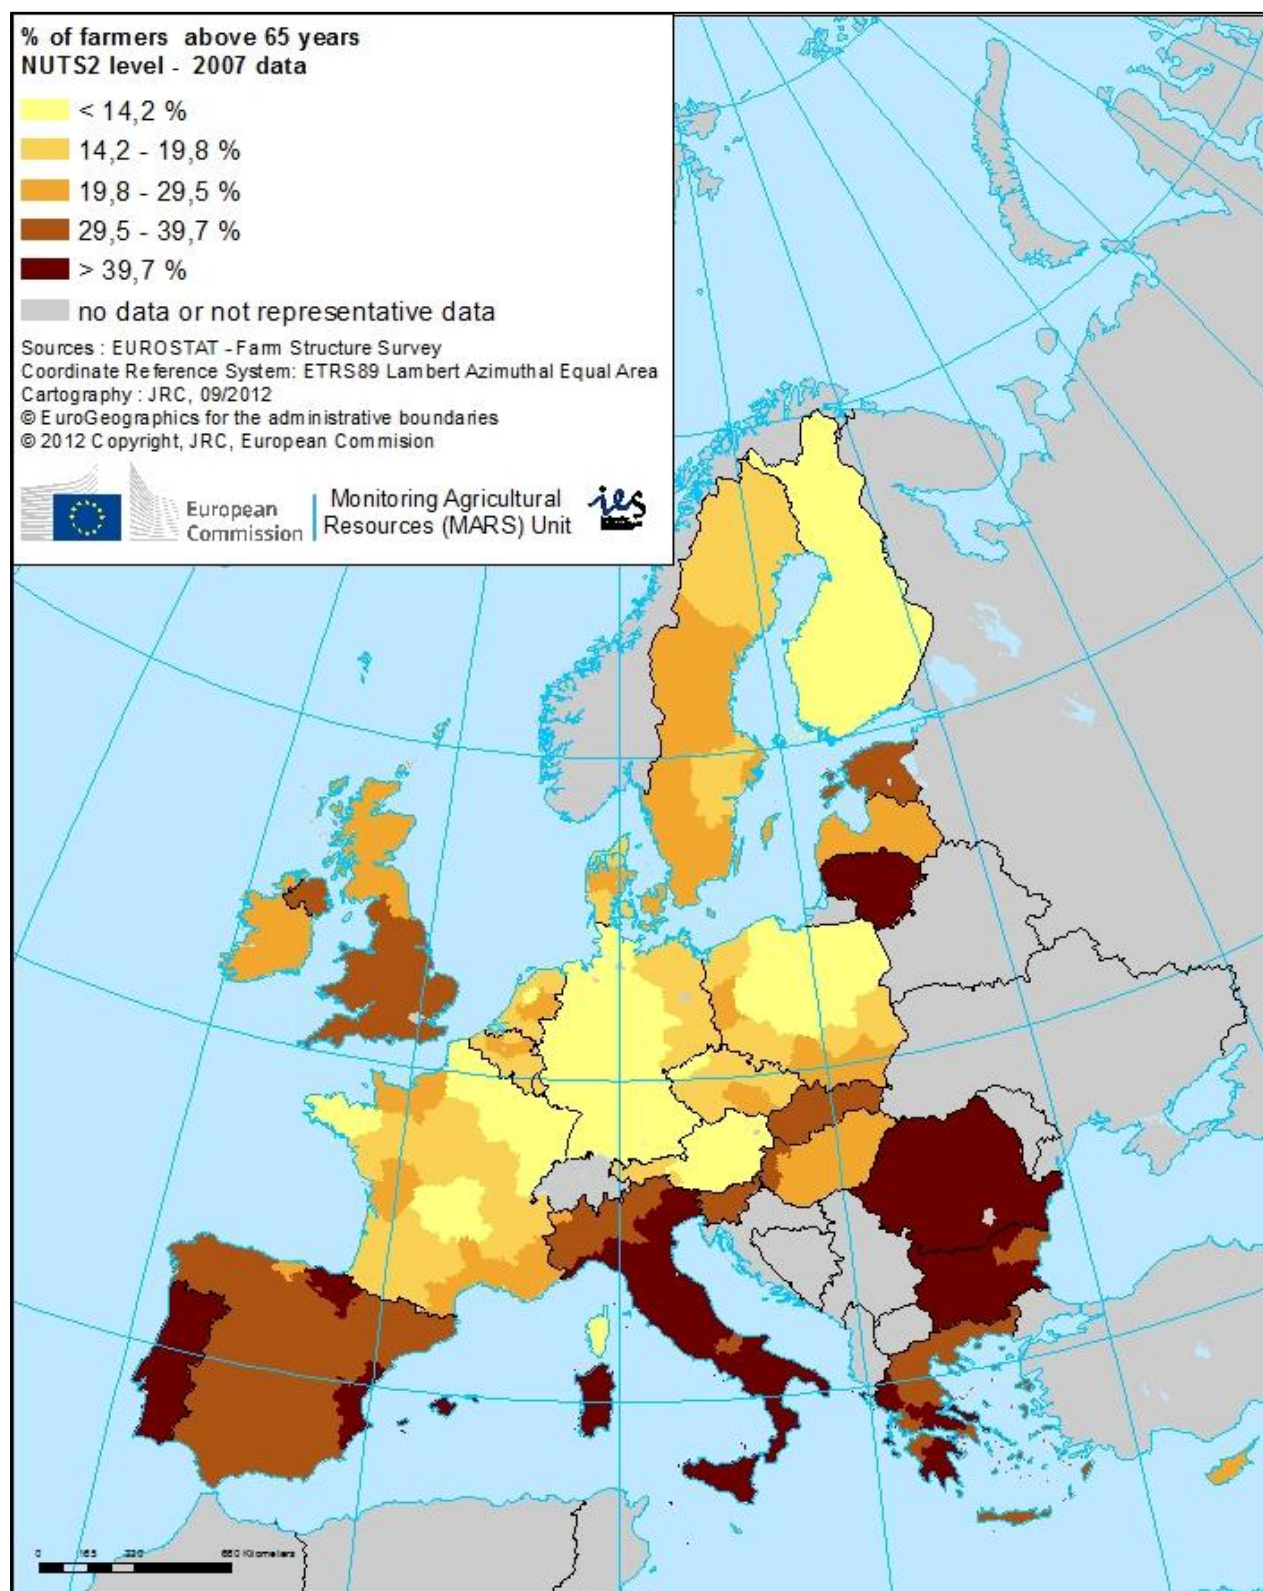 % of farmers above 65 years
NUTS2 level - 2007 data
< 14,2 %
14,2 - 19,8 %
19,8 - 29,5 %
29,5 - 39,7 %
> 39,7 %
no data or not representative data
Sources : EUROSTAT - Farm Structure Survey
Coordinate Reference System: ETRS89 Lambert Azimuthal Equal Area
Cartography : JRC, 09/2012
© EuroGeographics for the administrative boundaries
© 2012 Copyright, JRC, European Commision
European
Commission
Monitoring Agricultural
Resources (MARS) Unit
ies
0 165 330 660 Kilometers